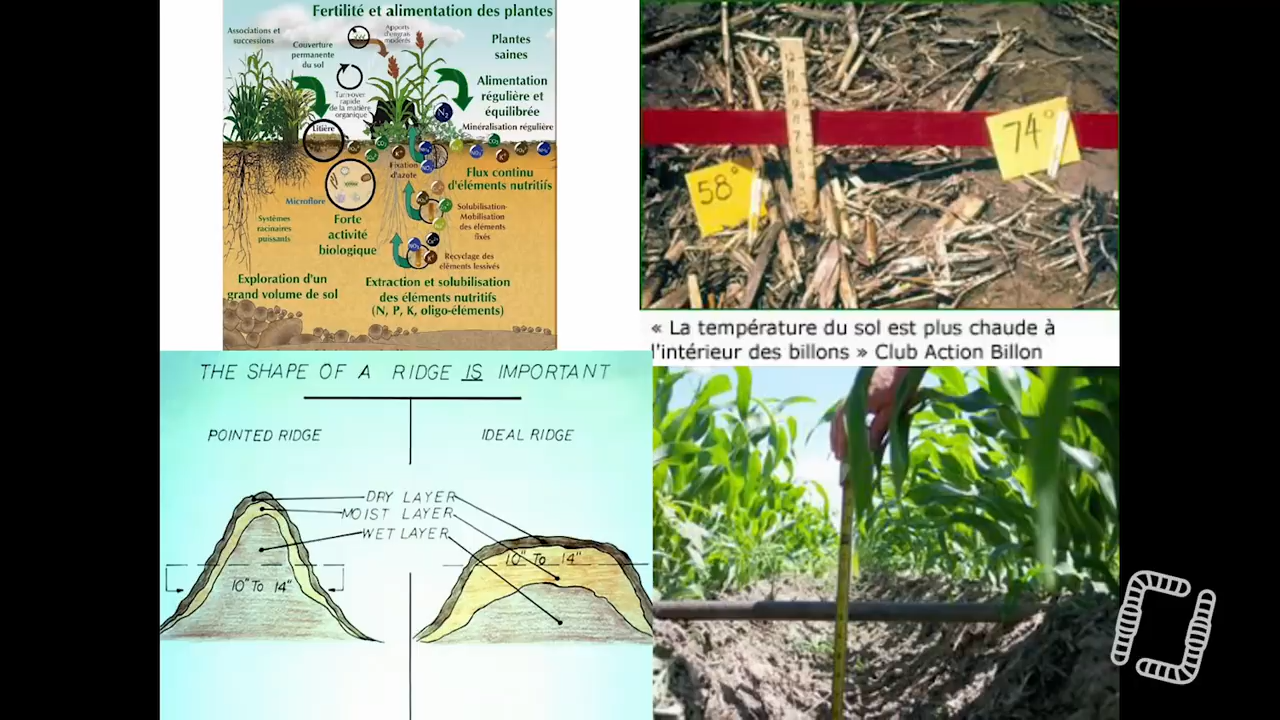 Fertilité et alimentation des plantes
Associations et
successions
Couverture
permanente
du sol
Apports
d'engrais
modérés
Plantes
saines
Turn-over
rapide
de la matière
organique
Alimentation
régulière et
équilibrée
N₂
Minéralisation régulière
Litière
CO₂
Fixation
d'azote
Flux continu
d'éléments nutritifs
Microflore
Systèmes
racinaires
puissants
Forte
activité
biologique
Solubilisation-
Mobilisation
des éléments
fixés
Recyclage des
éléments lessivés
Exploration d'un
grand volume de sol
Extraction et solubilisation
des éléments nutritifs
(N, P, K, oligo-éléments)
58°
74°
« La température du sol est plus chaude à
l'intérieur des billons » Club Action Billon
THE SHAPE OF A RIDGE IS IMPORTANT
POINTED RIDGE
IDEAL RIDGE
DRY LAYER
MOIST LAYER
WET LAYER
10" TO 14"
10" TO 14"